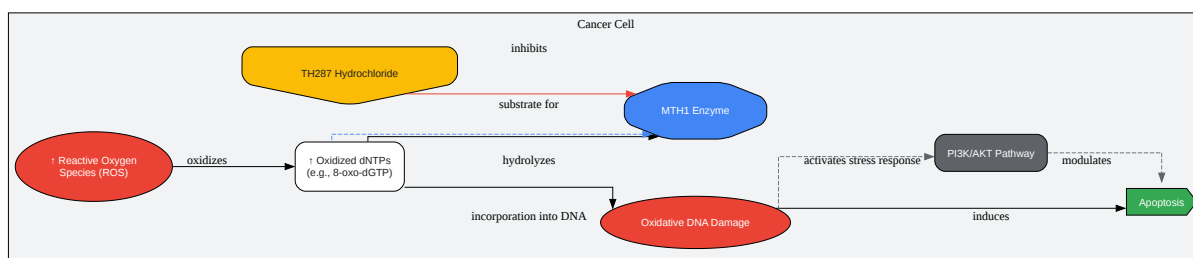 Cancer Cell
inhibits
TH287 Hydrochloride
substrate for
MTH1 Enzyme
↑ Reactive Oxygen
Species (ROS)
oxidizes
↑ Oxidized dNTPs
(e.g., 8-oxo-dGTP)
hydrolyzes
activates stress response
PI3K/AKT Pathway
modulates
incorporation into DNA
Oxidative DNA Damage
induces
Apoptosis